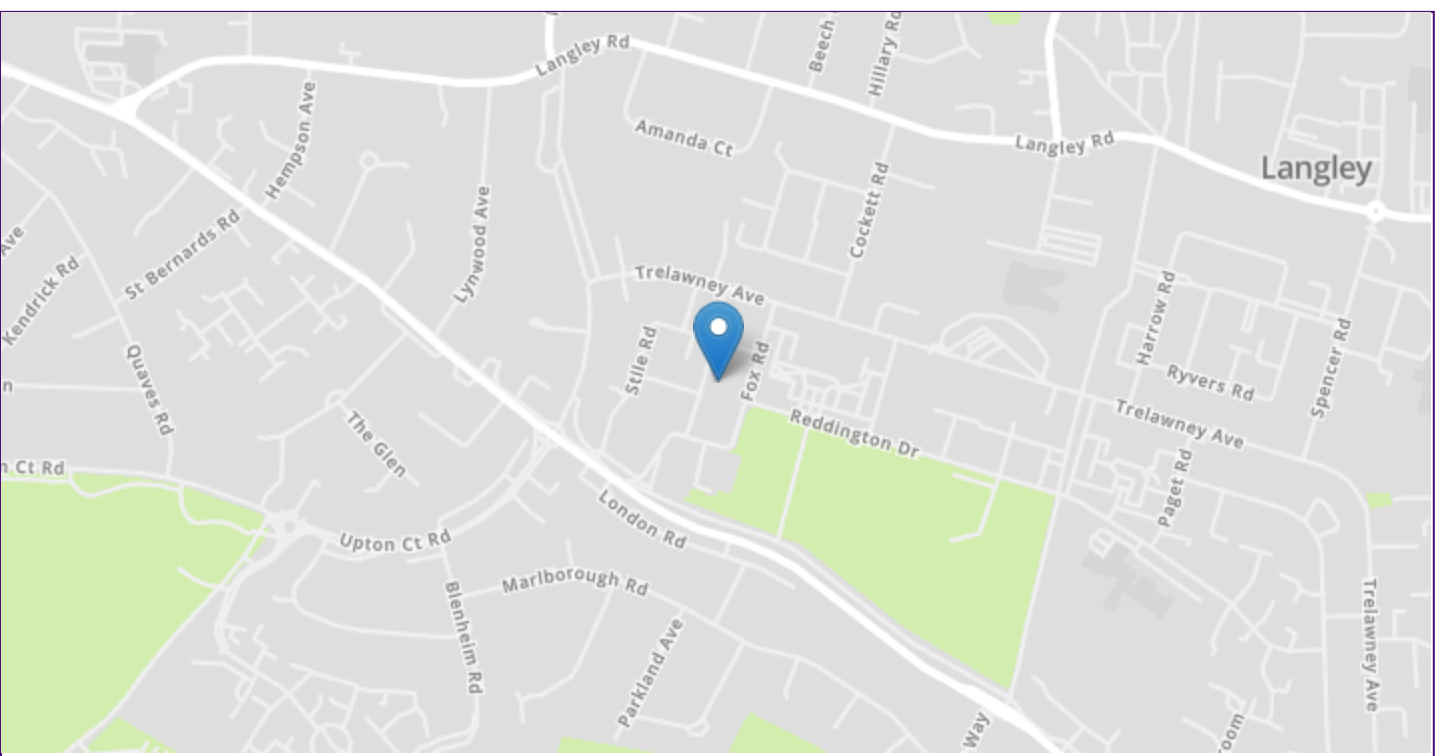 Langley Rd
Beech
Hillary Rd
Hempson Ave
Amanda Ct
Langley Rd
Langley
Cockett Rd
Lynwood Ave
St Bernards Rd
Ave
Kendrick Rd
Trelawney Ave
Harrow Rd
Stile Rd
Fox Rd
Spencer Rd
Quaves Rd
Ryvers Rd
Trelawney Ave
Reddington Dr
The Glen
n
n Ct Rd
Paget Rd
London Rd
Upton Ct Rd
Marlborough Rd
Blenheim Rd
Trelawney Ave
Parkland Ave
Way
room